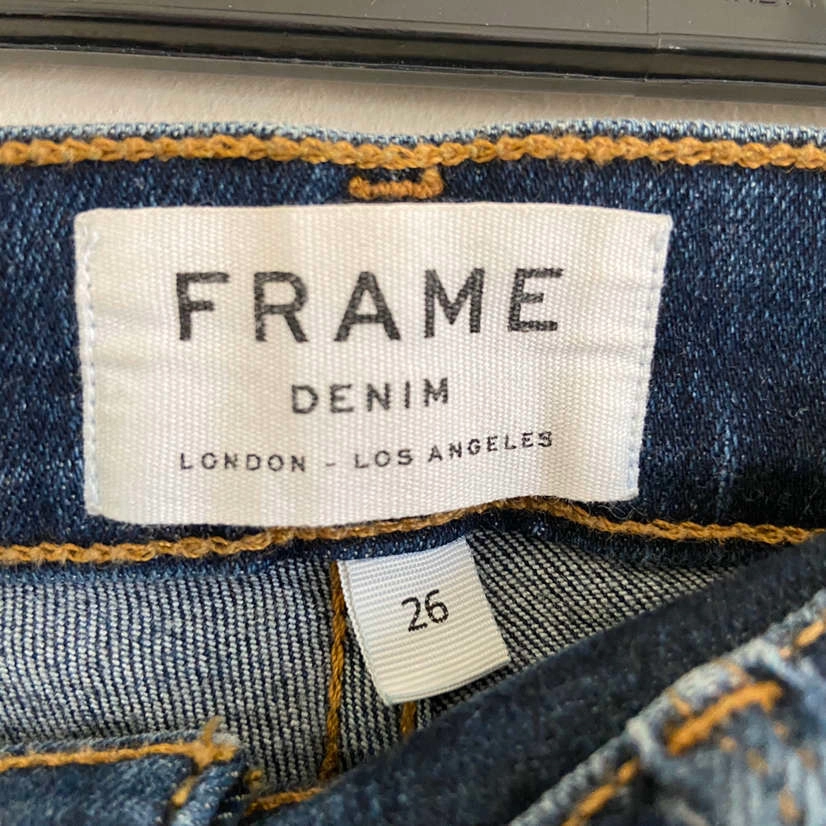 FRAME
DENIM
LONDON - LOS ANGELES
26